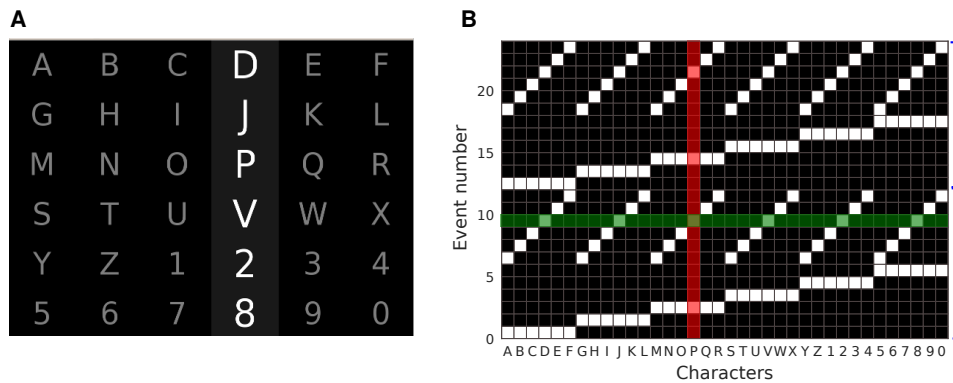 A
A B C D E F
G H I J K L
M N O P Q R
S T U V W X
Y Z 1 2 3 4
5 6 7 8 9 0
B
Event number
20
15
10
5
0
A B C D E F G H I J K L M N O P Q R S T U V W X Y Z 1 2 3 4 5 6 7 8 9 0
Characters